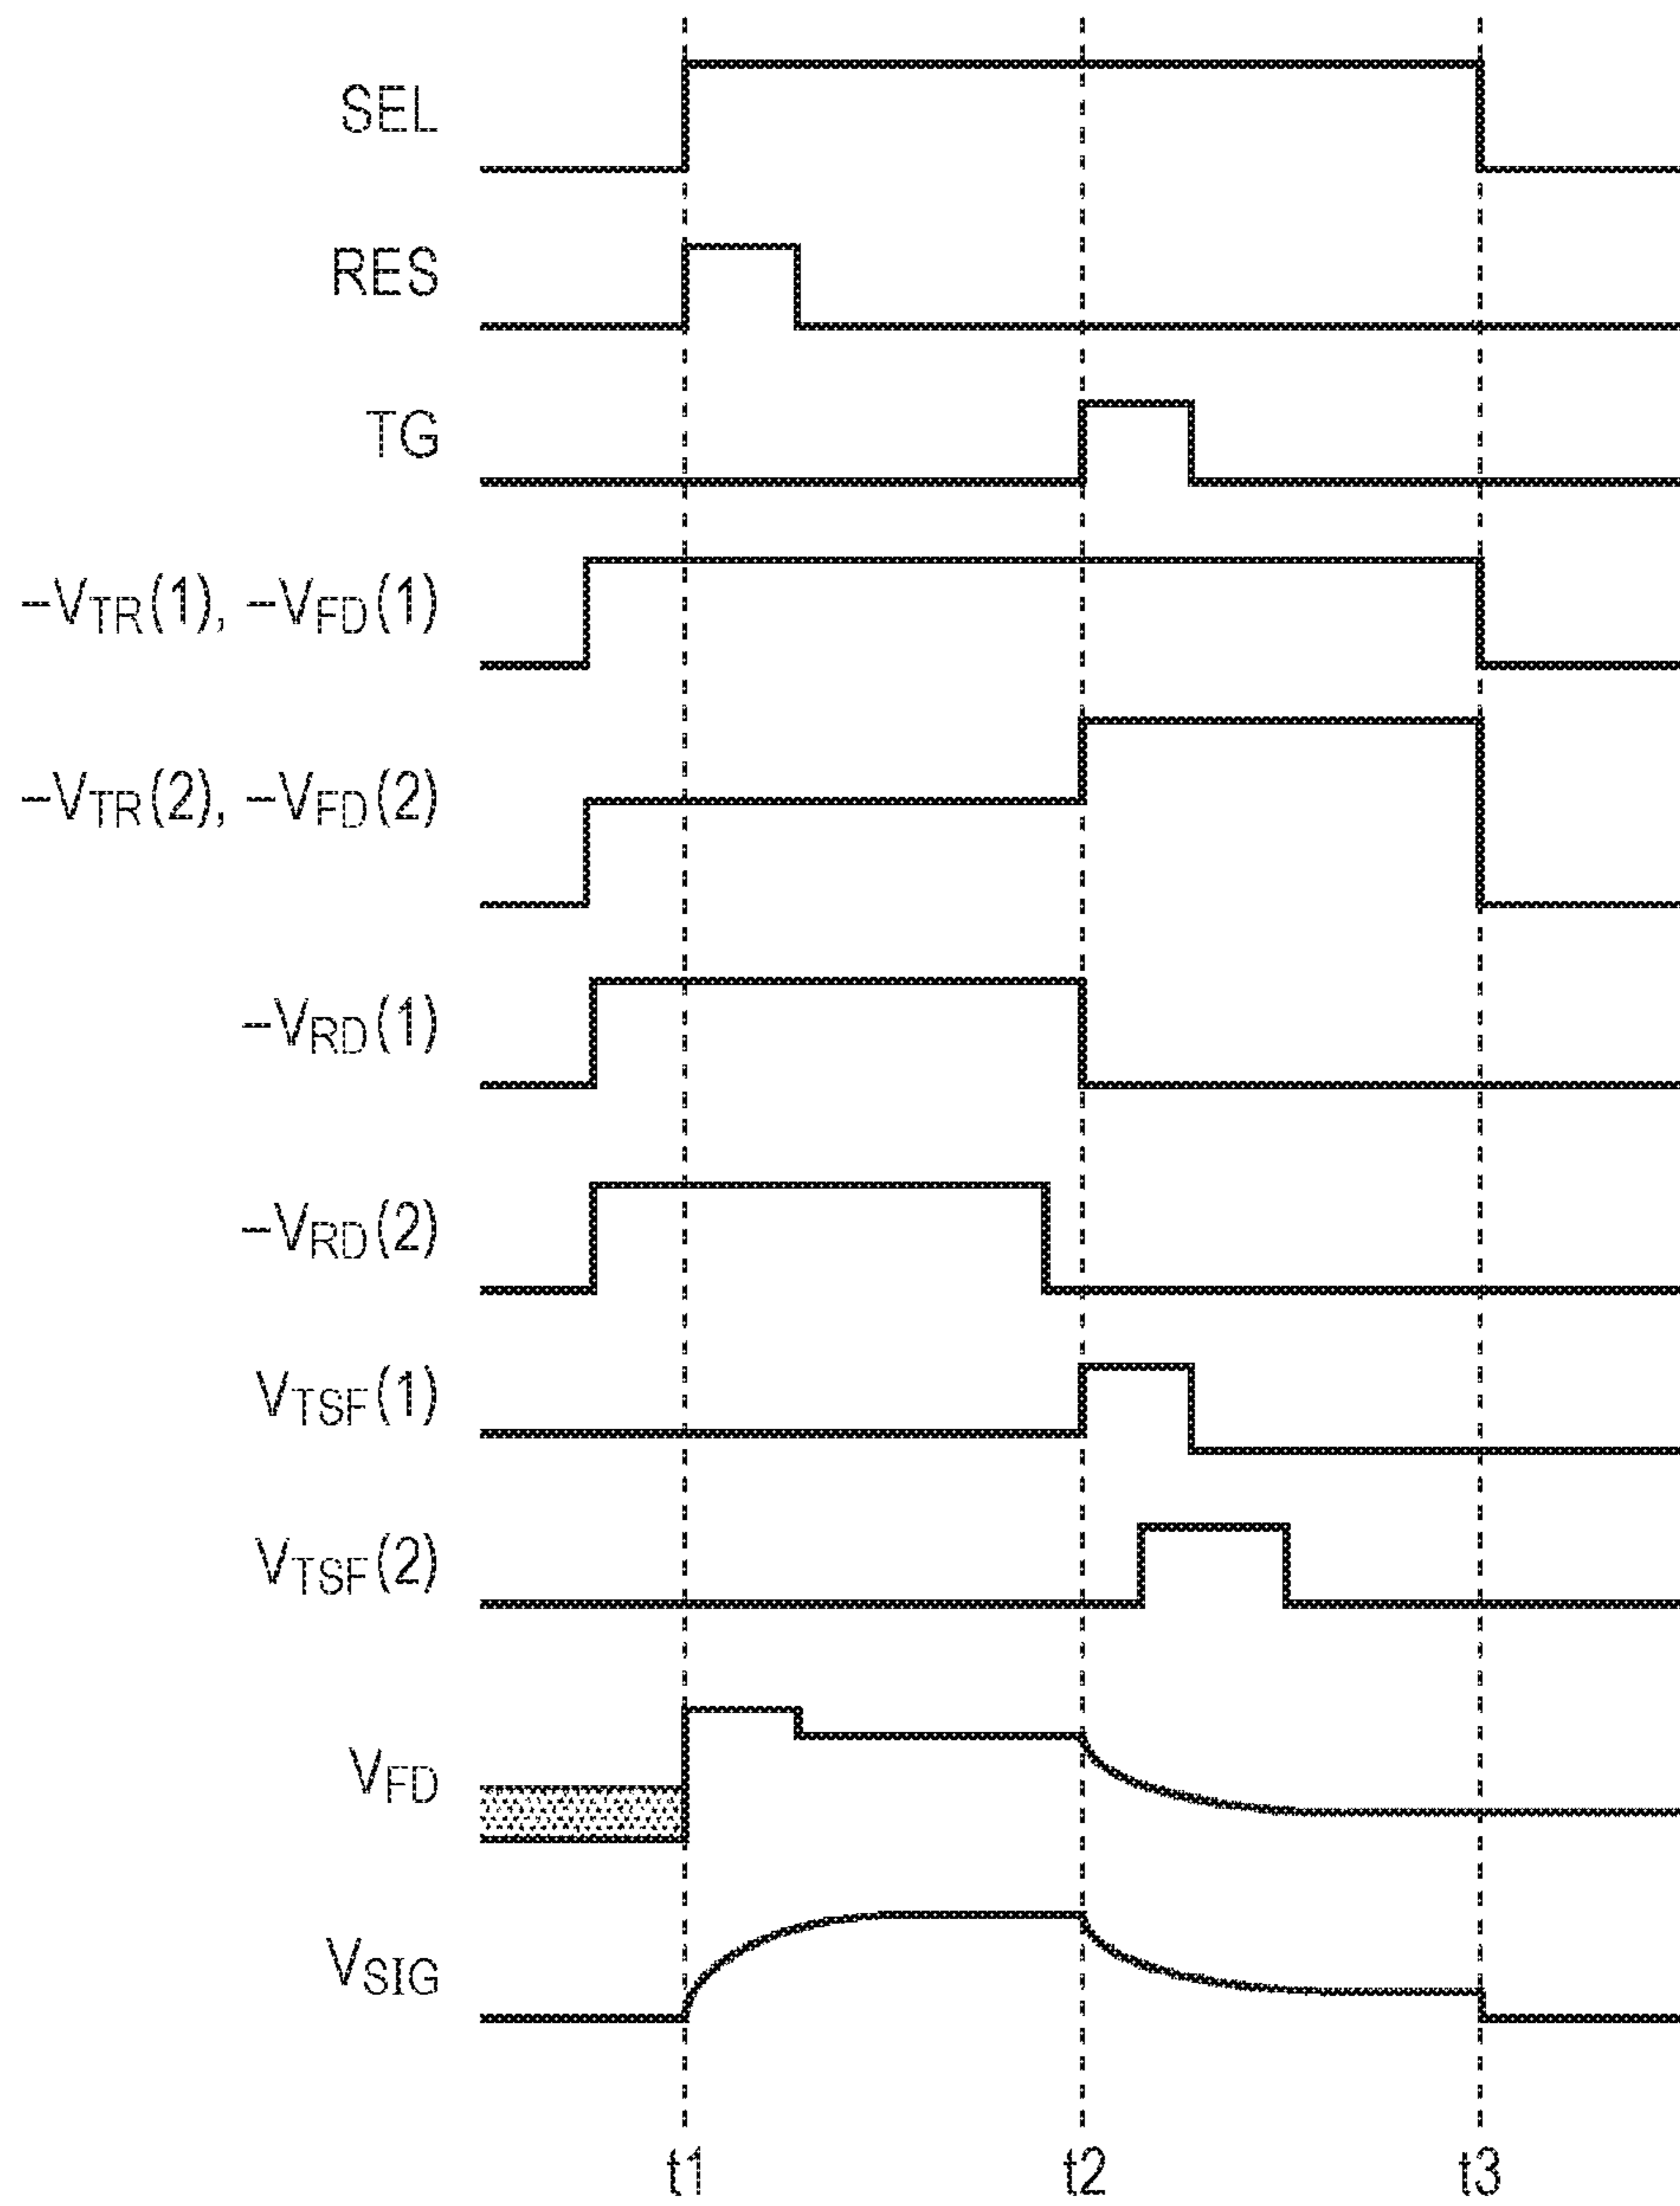 SEL
RES
TG
-VTR(1), -VFD(1)
-VTR(2), -VFD(2)
-VRD(1)
-VRD(2)
VTSF(1)
VTSF(2)
VFD
VSIG
t1 t2 t3